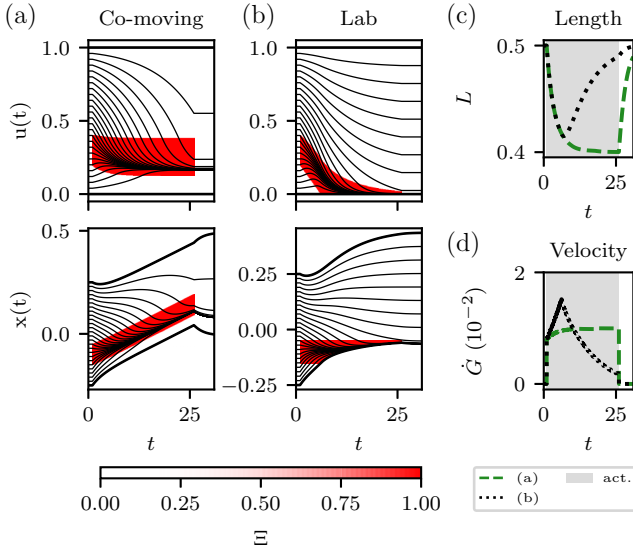 (a) Co-moving
1.0
0.5
0.0
u(t)
0.5
0.0
x(t)
0 25
t
(b) Lab
1.0
0.5
0.0
0.25
0.00
−0.25
0 25
t
(c) Length
0.5
0.4
L
0 25
t
(d) Velocity
2
0
Ġ (10⁻²)
0 25
t
0.00 0.25 0.50 0.75 1.00
Ξ
(a) act.
(b)